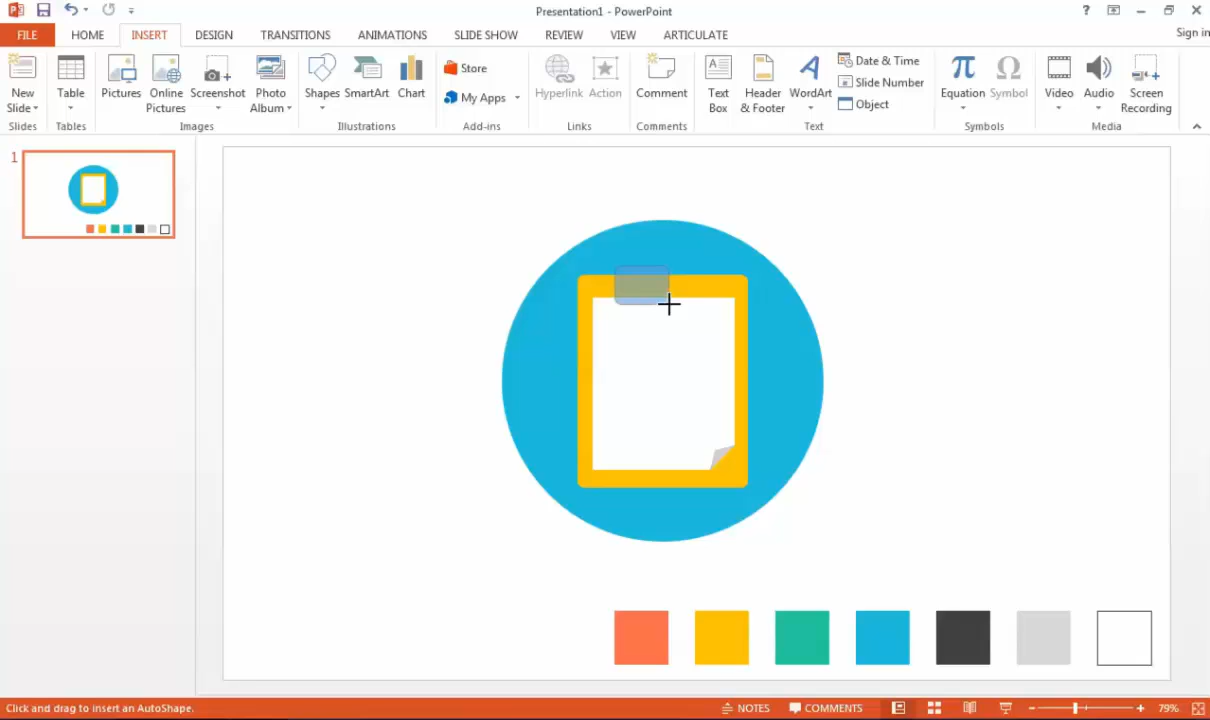 Presentation1 - PowerPoint
?
Sign in
FILE HOME INSERT DESIGN TRANSITIONS ANIMATIONS SLIDE SHOW REVIEW VIEW ARTICULATE
New Slide
Table
Pictures
Online Pictures
Screenshot
Photo Album
Shapes
SmartArt
Chart
Store
My Apps
Hyperlink
Action
Comment
A
Text Box
Header & Footer
A
WordArt
Date & Time
# Slide Number
Object
π
Equation
Ω
Symbol
Video
Audio
Screen Recording
Slides Tables Images Illustrations Add-ins Links Comments Text Symbols Media
1
Click and drag to insert an AutoShape.
NOTES COMMENTS 79%